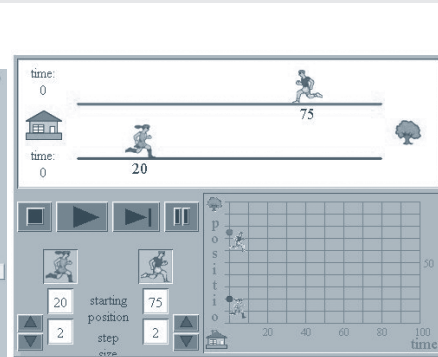 time:
0
75
time:
0
20
20 starting 75
position
2 step 2
size
p
o
s
i
t
i
o
50
20 40 60 80 100
time